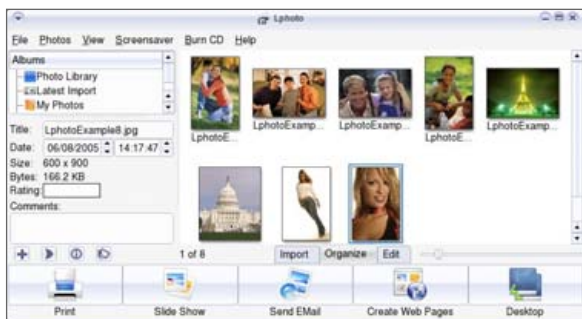 Lphoto
File Photos View Screensaver Burn CD Help
Albums
Photo Library
Latest Import
My Photos
Title: LphotoExample8.jpg
Date: 06/08/2005 14:17:47
Size: 600 x 900
Bytes: 166.2 KB
Rating:
Comments:
LphotoE...
LphotoExamp...
LphotoExamp...
LphotoE...
LphotoExamp...
1 of 8
Import Organize Edit
Print Slide Show Send EMail Create Web Pages Desktop